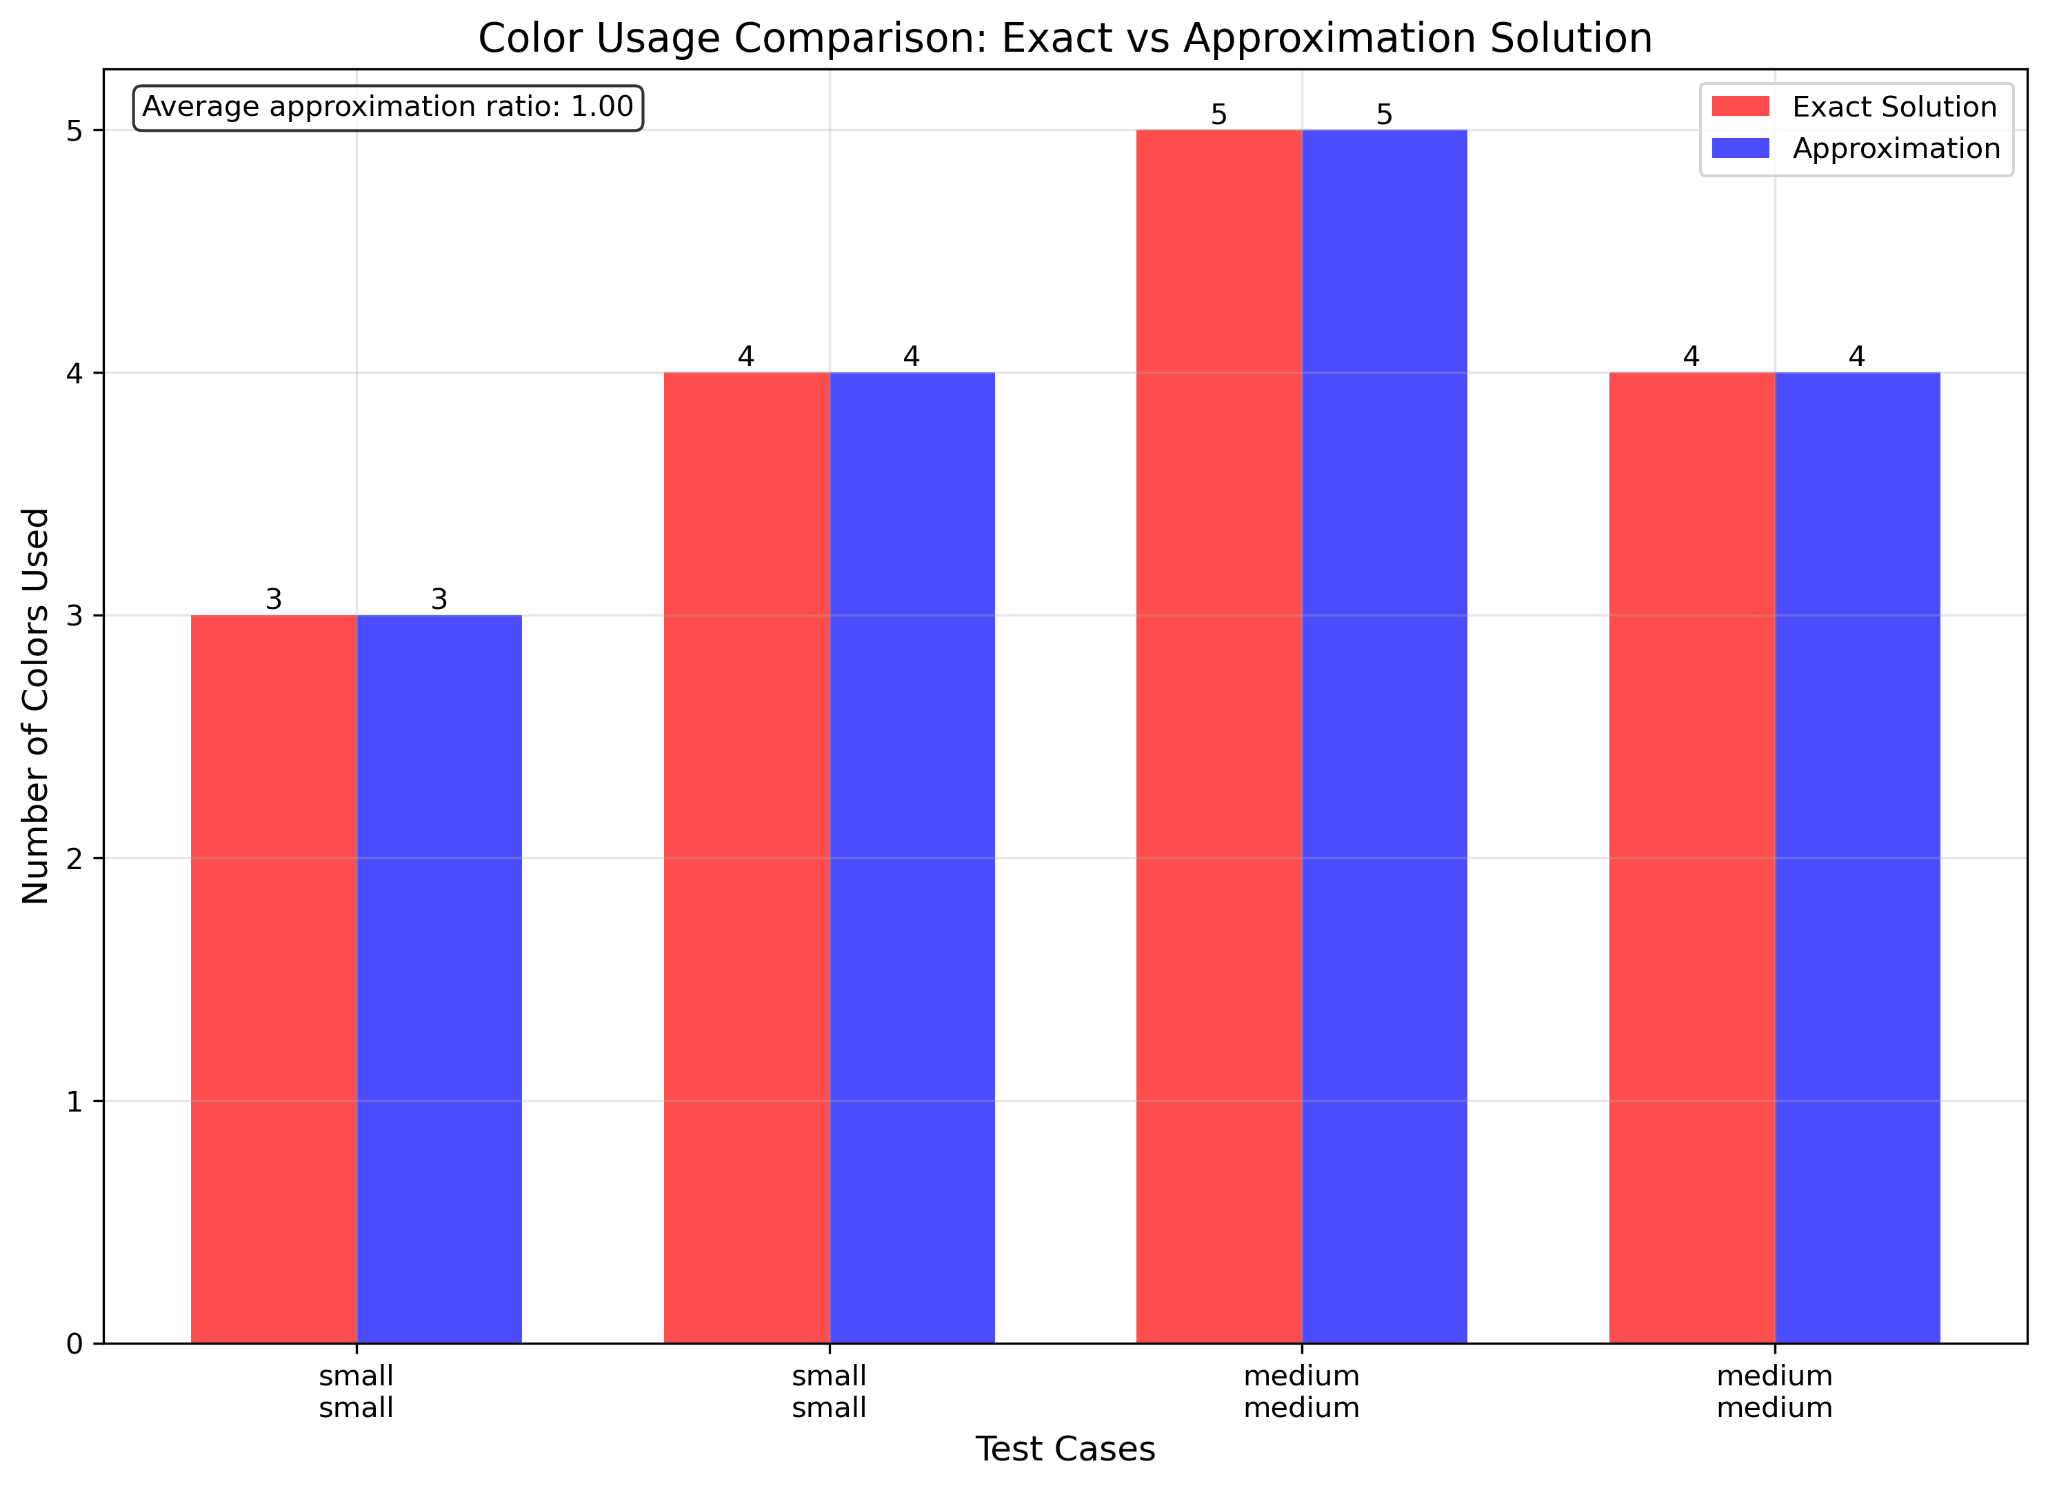 Color Usage Comparison: Exact vs Approximation Solution
Average approximation ratio: 1.00
Exact Solution
Approximation
Number of Colors Used
5
4
3
2
1
0
3 3
4 4
5 5
4 4
small
small
small
small
medium
medium
medium
medium
Test Cases